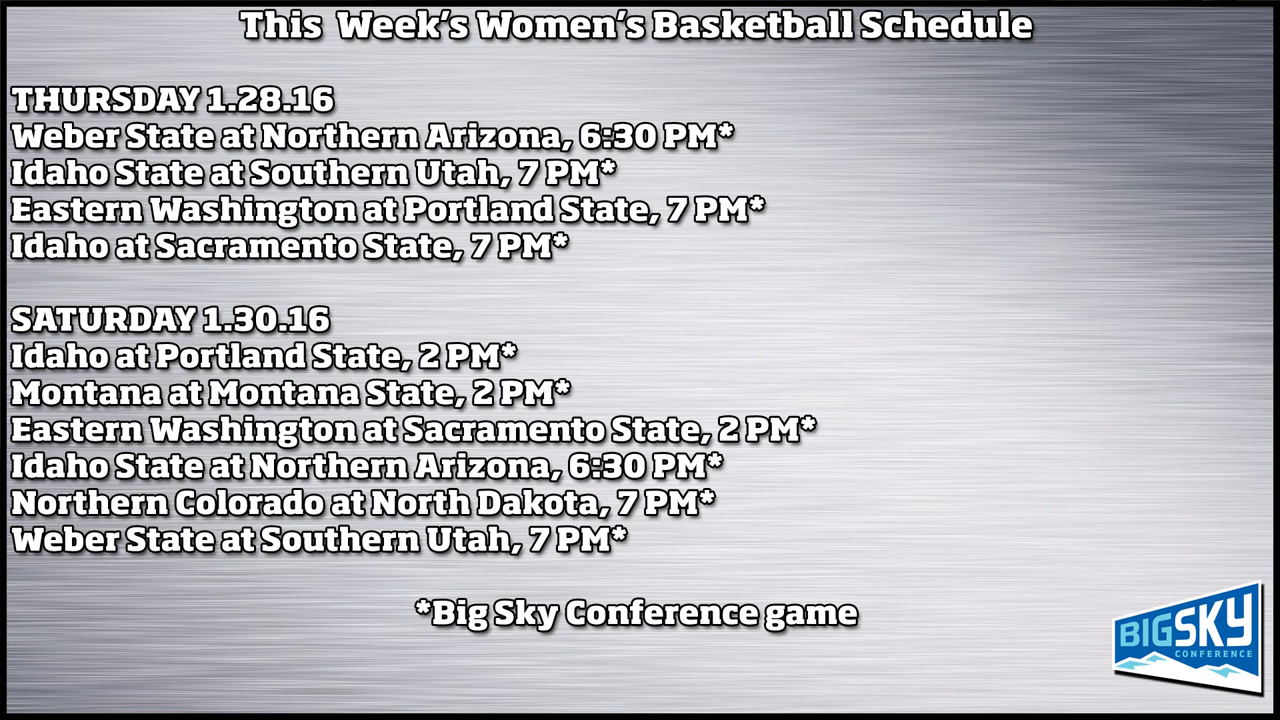 This Week's Women's Basketball Schedule
THURSDAY 1.28.16
Weber State at Northern Arizona, 6:30 PM*
Idaho State at Southern Utah, 7 PM*
Eastern Washington at Portland State, 7 PM*
Idaho at Sacramento State, 7 PM*
SATURDAY 1.30.16
Idaho at Portland State, 2 PM*
Montana at Montana State, 2 PM*
Eastern Washington at Sacramento State, 2 PM*
Idaho State at Northern Arizona, 6:30 PM*
Northern Colorado at North Dakota, 7 PM*
Weber State at Southern Utah, 7 PM*
*Big Sky Conference game
BIGSKY
CONFERENCE